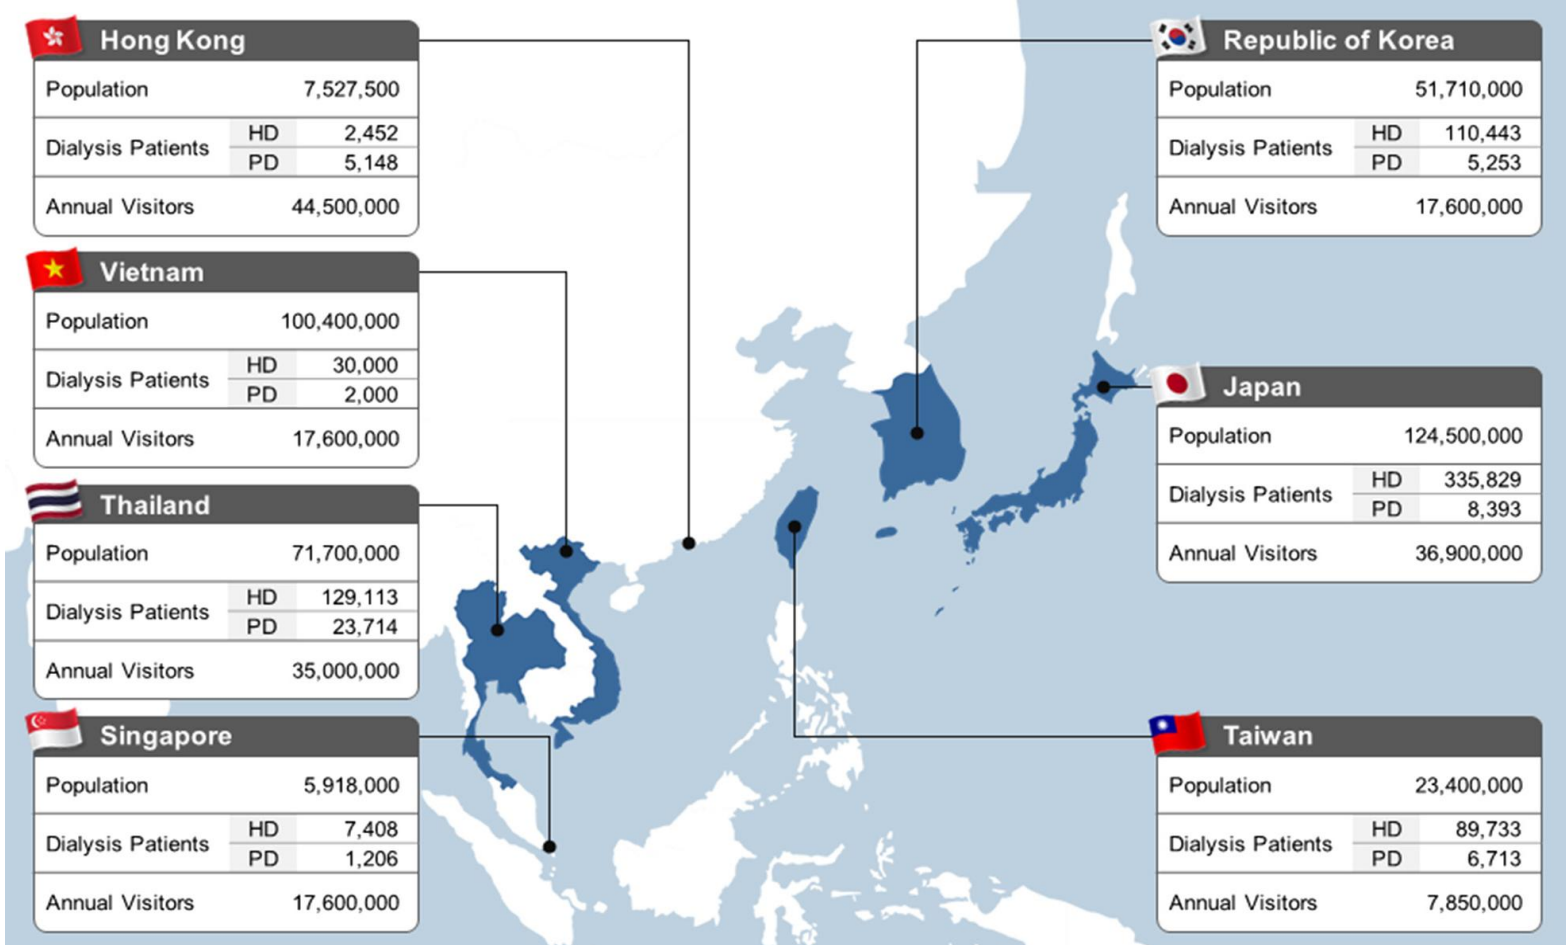 Hong Kong
Population 7,527,500
Dialysis Patients HD 2,452
PD 5,148
Annual Visitors 44,500,000
Vietnam
Population 100,400,000
Dialysis Patients HD 30,000
PD 2,000
Annual Visitors 17,600,000
Thailand
Population 71,700,000
Dialysis Patients HD 129,113
PD 23,714
Annual Visitors 35,000,000
Singapore
Population 5,918,000
Dialysis Patients HD 7,408
PD 1,206
Annual Visitors 17,600,000
Republic of Korea
Population 51,710,000
Dialysis Patients HD 110,443
PD 5,253
Annual Visitors 17,600,000
Japan
Population 124,500,000
Dialysis Patients HD 335,829
PD 8,393
Annual Visitors 36,900,000
Taiwan
Population 23,400,000
Dialysis Patients HD 89,733
PD 6,713
Annual Visitors 7,850,000